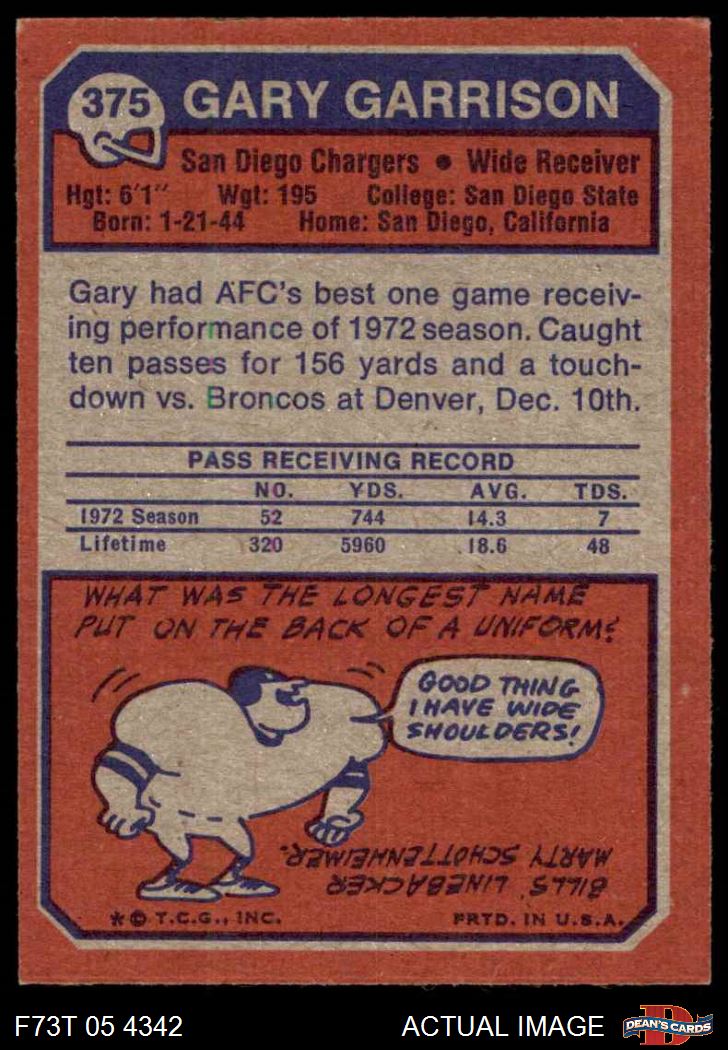 375 GARY GARRISON
San Diego Chargers • Wide Receiver
Hgt: 6'1" Wgt: 195 College: San Diego State
Born: 1-21-44 Home: San Diego, California
Gary had AFC's best one game receiv-
ing performance of 1972 season. Caught
ten passes for 156 yards and a touch-
down vs. Broncos at Denver, Dec. 10th.
PASS RECEIVING RECORD
NO. YDS. AVG. TDS.
1972 Season 52 744 14.3 7
Lifetime 320 5960 18.6 48
WHAT WAS THE LONGEST NAME
PUT ON THE BACK OF A UNIFORM?
GOOD THING
I HAVE WIDE
SHOULDERS!
BILLS' LINEBACKER
MARTY SCHOTTENHEIMER.
* © T.C.G., INC. PRTD. IN U.S.A.
F73T 05 4342 ACTUAL IMAGE D DEAN'S CARDS